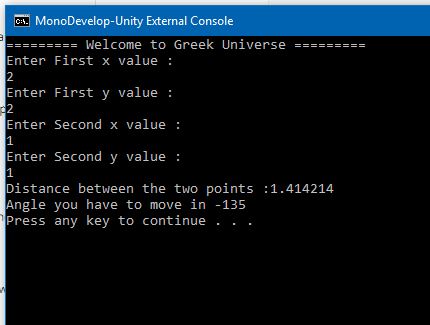 MonoDevelop-Unity External Console
========= Welcome to Greek Universe =========
Enter First x value :
2
Enter First y value :
2
Enter Second x value :
1
Enter Second y value :
1
Distance between the two points :1.414214
Angle you have to move in -135
Press any key to continue . . .